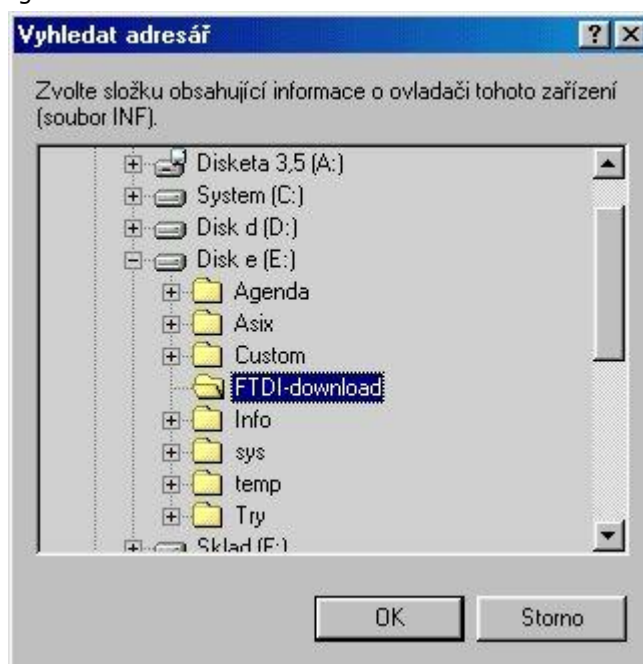 Vyhledat adresář
Zvolte složku obsahující informace o ovladači tohoto zařízení
(soubor INF).
Disketa 3,5 (A:)
System (C:)
Disk d (D:)
Disk e (E:)
Agenda
Asix
Custom
FTDI-download
Info
sys
temp
Try
Sklad (F:)
OK
Storno